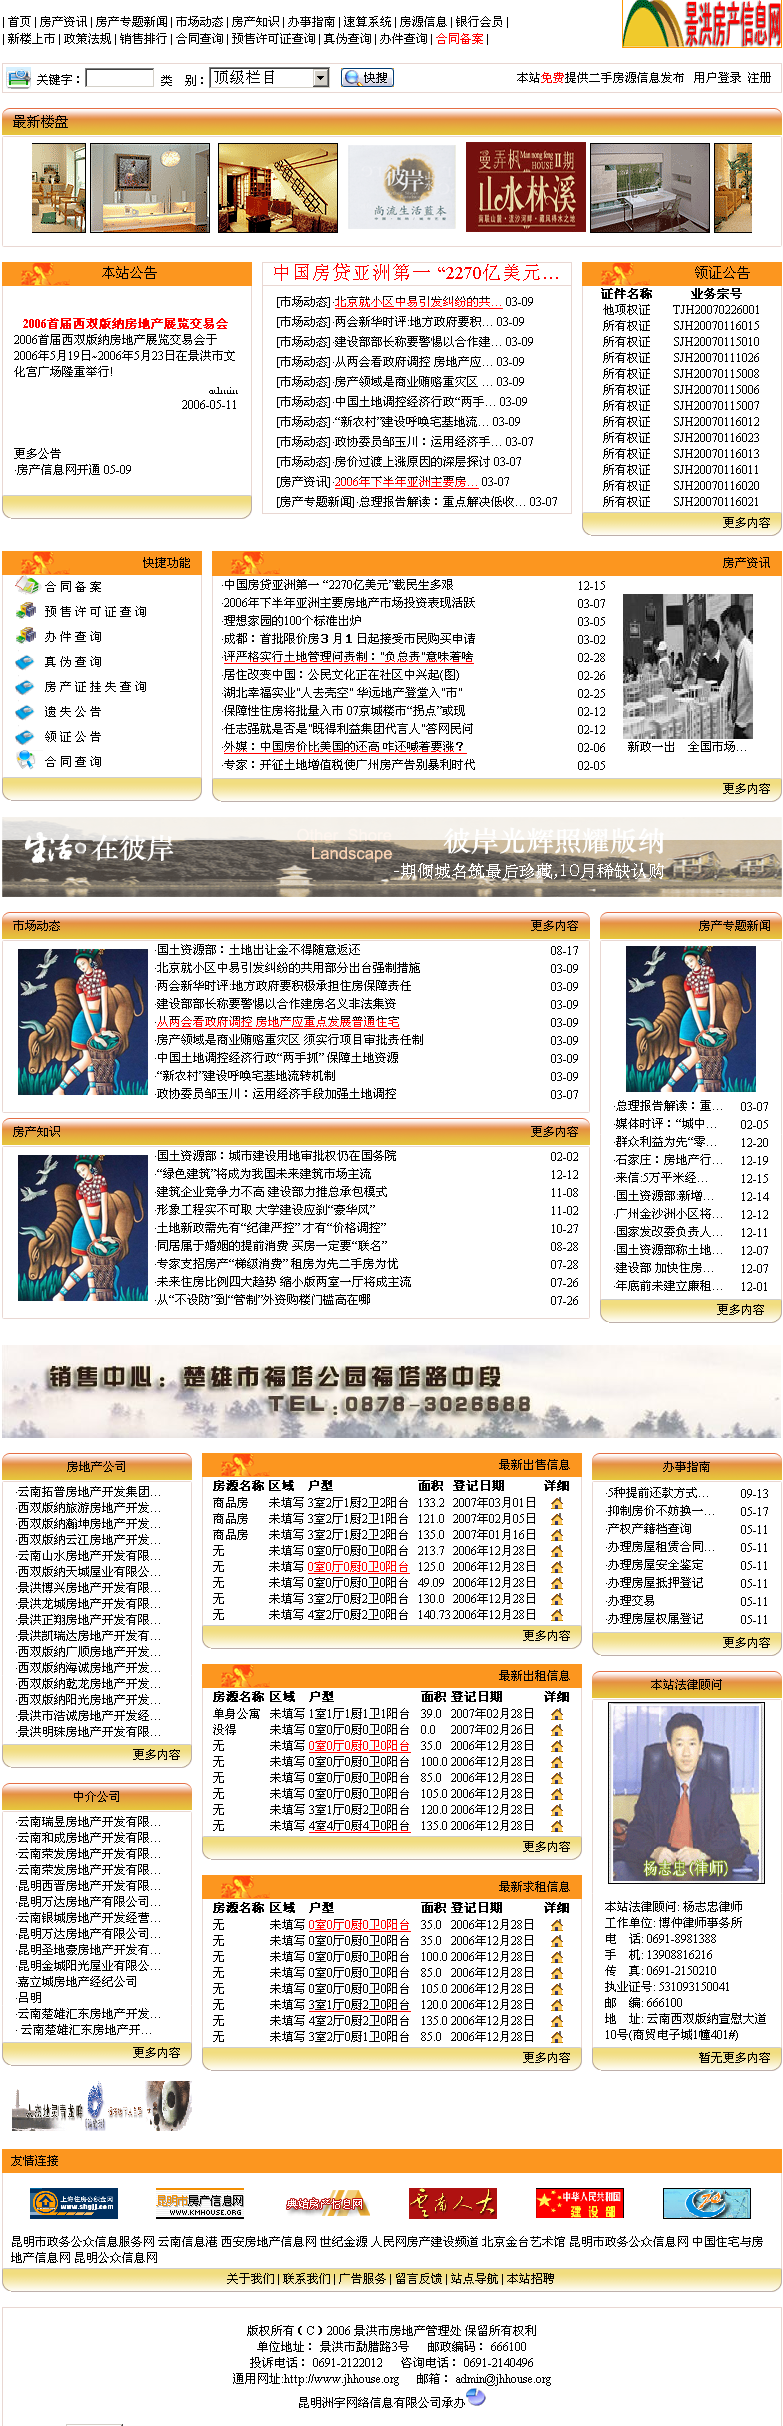 | 首页 | 房产资讯 | 房产专题新闻 | 市场动态 | 房产知识 | 办事指南 | 速算系统 | 房源信息 | 银行会员 |
| 新楼上市 | 政策法规 | 销售排行 | 合同查询 | 预售许可证查询 | 真伪查询 | 办件查询 | 合同备案 |
景洪房产信息网
关键字： 类 别： 顶级栏目 快搜 本站免费提供二手房源信息发布 用户登录 注册
最新楼盘
彼岸
尚流生活蓝本
曼弄枫 Man nong feng HOUSE II期
山水林溪
本站公告
2006首届西双版纳房地产展览交易会
2006首届西双版纳房地产展览交易会于
2006年5月19日~2006年5月23日在景洪市文
化宫广场隆重举行!
admin
2006-05-11
更多公告
·房产信息网开通 05-09
中国房贷亚洲第一 “2270亿美元…
[市场动态]·北京就小区中易引发纠纷的共… 03-09
[市场动态]·两会新华时评:地方政府要积… 03-09
[市场动态]·建设部部长称要警惕以合作建… 03-09
[市场动态]·从两会看政府调控 房地产应… 03-09
[市场动态]·房产领域是商业贿赂重灾区 … 03-09
[市场动态]·中国土地调控经济行政“两手… 03-09
[市场动态]·“新农村”建设呼唤宅基地流… 03-09
[市场动态]·政协委员邹玉川：运用经济手… 03-07
[市场动态]·房价过渡上涨原因的深层探讨 03-07
[房产资讯]·2006年下半年亚洲主要房… 03-07
[房产专题新闻]·总理报告解读：重点解决低收… 03-07
领证公告
证件名称 业务宗号
他项权证 TJH20070226001
所有权证 SJH20070116015
所有权证 SJH20070115010
所有权证 SJH20070111026
所有权证 SJH20070115008
所有权证 SJH20070115006
所有权证 SJH20070115007
所有权证 SJH20070116012
所有权证 SJH20070116023
所有权证 SJH20070116013
所有权证 SJH20070116011
所有权证 SJH20070116020
所有权证 SJH20070116021
更多内容
快捷功能
合同备案
预售许可证查询
办件查询
真伪查询
房产证挂失查询
遗失公告
领证公告
合同查询
房产资讯
·中国房贷亚洲第一 “2270亿美元”载民生多艰 12-15
·2006年下半年亚洲主要房地产市场投资表现活跃 03-07
·理想家园的100个标准出炉 03-05
·成都：首批限价房３月１日起接受市民购买申请 03-02
·评严格实行土地管理问责制："负总责"意味着啥 02-28
·居住改变中国：公民文化正在社区中兴起(图) 02-26
·湖北幸福实业"人去壳空" 华远地产登堂入"市" 02-25
·保障性住房将批量入市 07京城楼市“拐点”或现 02-12
·任志强就是否是"既得利益集团代言人"答网民问 02-12
·外媒：中国房价比美国的还高 咋还喊着要涨？ 02-06
·专家：开征土地增值税使广州房产告别暴利时代 02-05
新政一出 全国市场…
更多内容
生活在彼岸
Other Shore
Landscape
彼岸光辉照耀版纳
一期倾城名筑最后珍藏,10月稀缺认购
市场动态 更多内容
·国土资源部：土地出让金不得随意返还 08-17
·北京就小区中易引发纠纷的共用部分出台强制措施 03-09
·两会新华时评:地方政府要积极承担住房保障责任 03-09
·建设部部长称要警惕以合作建房名义非法集资 03-09
·从两会看政府调控 房地产应重点发展普通住宅 03-09
·房产领域是商业贿赂重灾区 须实行项目审批责任制 03-09
·中国土地调控经济行政“两手抓” 保障土地资源 03-09
·“新农村”建设呼唤宅基地流转机制 03-09
·政协委员邹玉川：运用经济手段加强土地调控 03-07
房产知识 更多内容
·国土资源部：城市建设用地审批权仍在国务院 02-02
·“绿色建筑”将成为我国未来建筑市场主流 12-12
·建筑企业竞争力不高 建设部力推总承包模式 11-08
·形象工程实不可取 大学建设应刹“豪华风” 11-02
·土地新政需先有“纪律严控” 才有“价格调控” 10-27
·同居属于婚姻的提前消费 买房一定要“联名” 08-28
·专家支招房产“梯级消费” 租房为先二手房为忧 07-28
·未来住房比例四大趋势 缩小版两室一厅将成主流 07-26
·从“不设防”到“管制”外资购楼门槛高在哪 07-26
房产专题新闻
·总理报告解读：重… 03-07
·媒体时评：“城中… 02-05
·群众利益为先“零… 12-20
·石家庄：房地产行… 12-19
·来信:5万平米经… 12-15
·国土资源部:新增… 12-14
·广州金沙洲小区将… 12-12
·国家发改委负责人… 12-11
·国土资源部称土地… 12-07
·建设部 加快住房… 12-07
·年底前未建立廉租… 12-01
更多内容
销售中心：楚雄市福塔公园福塔路中段
TEL:0878-3026688
房地产公司
·云南拓普房地产开发集团…
·西双版纳旅游房地产开发…
·西双版纳瀚坤房地产开发…
·西双版纳云江房地产开发…
·云南山水房地产开发有限…
·西双版纳天城屋业有限公…
·景洪博兴房地产开发有限…
·景洪龙城房地产开发有限…
·景洪正翔房地产开发有限…
·景洪凯瑞达房地产开发有…
·西双版纳广顺房地产开发…
·西双版纳海诚房地产开发…
·西双版纳乾龙房地产开发…
·西双版纳阳光房地产开发…
·景洪市浩诚房地产开发经…
·景洪明珠房地产开发有限…
更多内容
中介公司
·云南瑞昱房地产开发有限…
·云南和成房地产开发有限…
·云南荣发房地产开发有限…
·云南荣发房地产开发有限…
·昆明西晋房地产开发有限…
·昆明万达房地产有限公司…
·云南银城房地产开发经营…
·昆明万达房地产有限公司…
·昆明圣地豪房地产开发有…
·昆明金城阳光屋业有限公…
·嘉立城房地产经纪公司
·吕明
·云南楚雄汇东房地产开发…
· 云南楚雄汇东房地产开…
更多内容
最新出售信息
房源名称 区域 户型 面积 登记日期 详细
商品房 未填写 3室2厅1厨2卫2阳台 133.2 2007年03月01日
商品房 未填写 3室2厅1厨2卫1阳台 121.0 2007年02月05日
商品房 未填写 3室2厅1厨2卫2阳台 135.0 2007年01月16日
无 未填写 0室0厅0厨0卫0阳台 213.7 2006年12月28日
无 未填写 0室0厅0厨0卫0阳台 125.0 2006年12月28日
无 未填写 0室0厅0厨0卫0阳台 49.09 2006年12月28日
无 未填写 3室2厅0厨2卫0阳台 130.0 2006年12月28日
无 未填写 4室2厅0厨2卫0阳台 140.73 2006年12月28日
更多内容
最新出租信息
房源名称 区域 户型 面积 登记日期 详细
单身公寓 未填写 1室1厅1厨1卫1阳台 39.0 2007年02月28日
没得 未填写 0室0厅0厨0卫0阳台 0.0 2007年02月26日
无 未填写 0室0厅0厨0卫0阳台 35.0 2006年12月28日
无 未填写 0室0厅0厨0卫0阳台 100.0 2006年12月28日
无 未填写 0室0厅0厨0卫0阳台 85.0 2006年12月28日
无 未填写 0室0厅0厨0卫0阳台 105.0 2006年12月28日
无 未填写 3室1厅0厨2卫0阳台 120.0 2006年12月28日
无 未填写 4室4厅0厨4卫0阳台 135.0 2006年12月28日
更多内容
最新求租信息
房源名称 区域 户型 面积 登记日期 详细
无 未填写 0室0厅0厨0卫0阳台 35.0 2006年12月28日
无 未填写 0室0厅0厨0卫0阳台 35.0 2006年12月28日
无 未填写 0室0厅0厨0卫0阳台 100.0 2006年12月28日
无 未填写 0室0厅0厨0卫0阳台 85.0 2006年12月28日
无 未填写 0室0厅0厨0卫0阳台 105.0 2006年12月28日
无 未填写 3室1厅0厨2卫0阳台 120.0 2006年12月28日
无 未填写 4室2厅0厨2卫0阳台 135.0 2006年12月28日
无 未填写 3室2厅0厨1卫0阳台 85.0 2006年12月28日
更多内容
办事指南
·5种提前还款方式… 09-13
·抑制房价不妨换一… 05-17
·产权产籍档查询 05-11
·办理房屋租赁合同… 05-11
·办理房屋安全鉴定 05-11
·办理房屋抵押登记 05-11
·办理交易 05-11
·办理房屋权属登记 05-11
更多内容
本站法律顾问
杨志忠(律师)
本站法律顾问: 杨志忠律师
工作单位: 博仲律师事务所
电 话: 0691-8981388
手 机: 13908816216
传 真: 0691-2150210
执业证号: 531093150041
邮 编: 666100
地 址: 云南西双版纳宣慰大道
10号(商贸电子城1幢401#)
暂无更多内容
友情连接
上海住房公积金网
www.shgjj.com
昆明市房产信息网
WWW.KMHOUSE.ORG
房产信息网
云南人大
中华人民共和国
建设部
昆明市政务公众信息服务网 云南信息港 西安房地产信息网 世纪金源 人民网房产建设频道 北京金台艺术馆 昆明市政务公众信息网 中国住宅与房
地产信息网 昆明公众信息网
关于我们 | 联系我们 | 广告服务 | 留言反馈 | 站点导航 | 本站招聘
版权所有（C）2006 景洪市房地产管理处 保留所有权利
单位地址： 景洪市勐腊路3号 邮政编码： 666100
投诉电话： 0691-2122012 咨询电话： 0691-2140496
通用网址:http://www.jhhouse.org 邮箱： admin@jhhouse.org
昆明洲宇网络信息有限公司承办